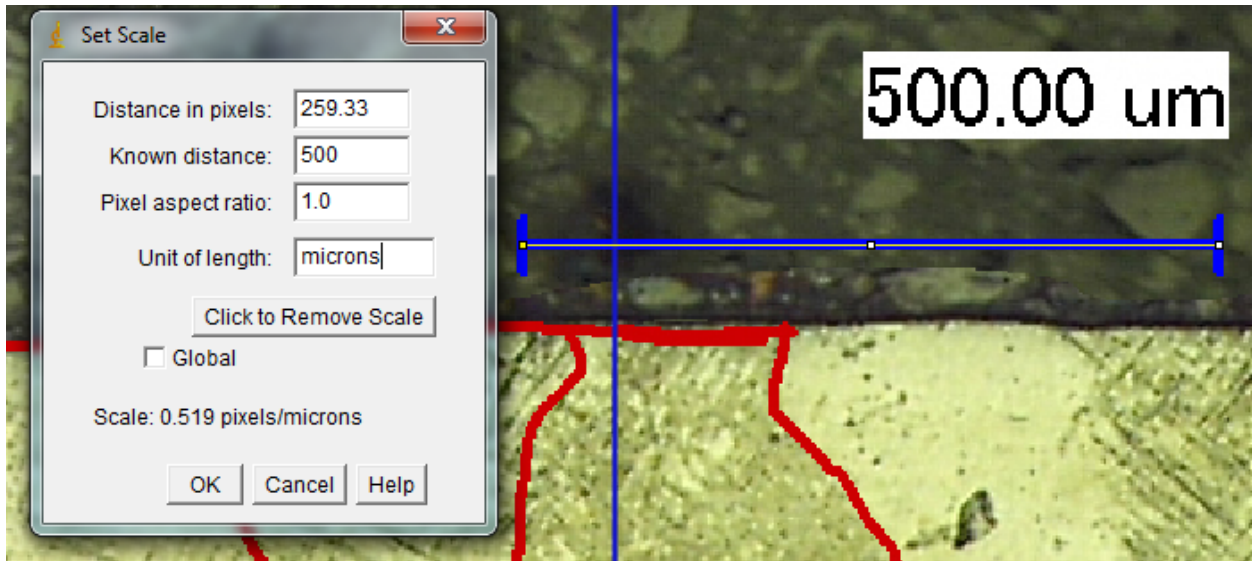 Set Scale
Distance in pixels: 259.33
Known distance: 500
Pixel aspect ratio: 1.0
Unit of length: microns
Click to Remove Scale
Global
Scale: 0.519 pixels/microns
OK Cancel Help
500.00 um